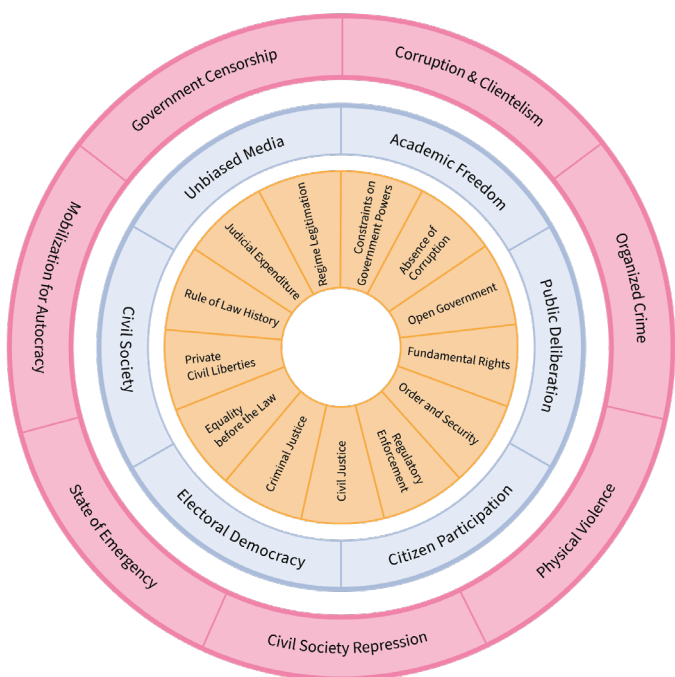 Government Censorship
Corruption & Clientelism
Organized Crime
Physical Violence
Civil Society Repression
State of Emergency
Mobilization for Autocracy
Unbiased Media
Academic Freedom
Public Deliberation
Citizen Participation
Electoral Democracy
Civil Society
Regime Legitimation
Constraints on
Government Powers
Absence of
Corruption
Open Government
Fundamental Rights
Order and Security
Regulatory
Enforcement
Civil Justice
Criminal Justice
Equality
before the Law
Private
Civil Liberties
Rule of Law History
Judicial Expenditure